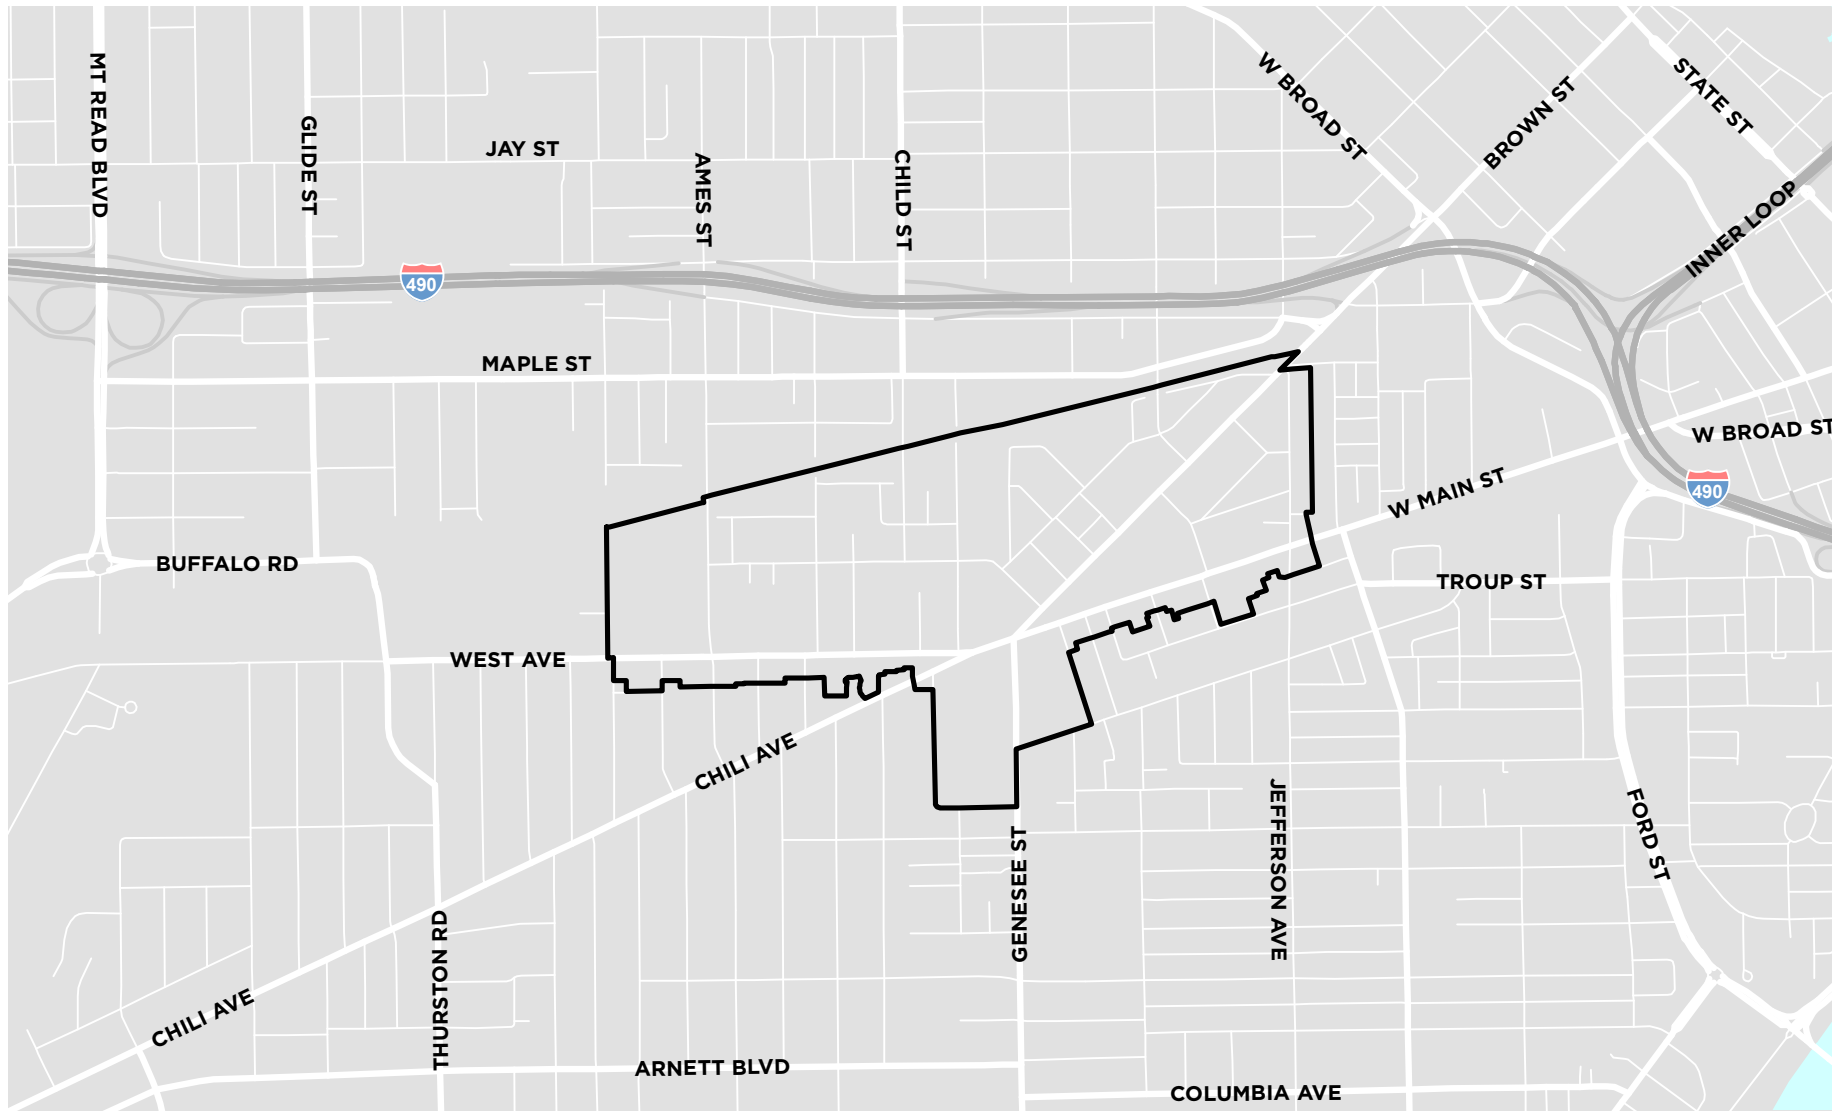 MT READ BLVD
GLIDE ST
JAY ST
AMES ST
CHILD ST
W BROAD ST
BROWN ST
STATE ST
INNER LOOP
490
MAPLE ST
W BROAD ST
490
W MAIN ST
BUFFALO RD
TROUP ST
WEST AVE
CHILI AVE
JEFFERSON AVE
FORD ST
GENESEE ST
THURSTON RD
CHILI AVE
ARNETT BLVD
COLUMBIA AVE